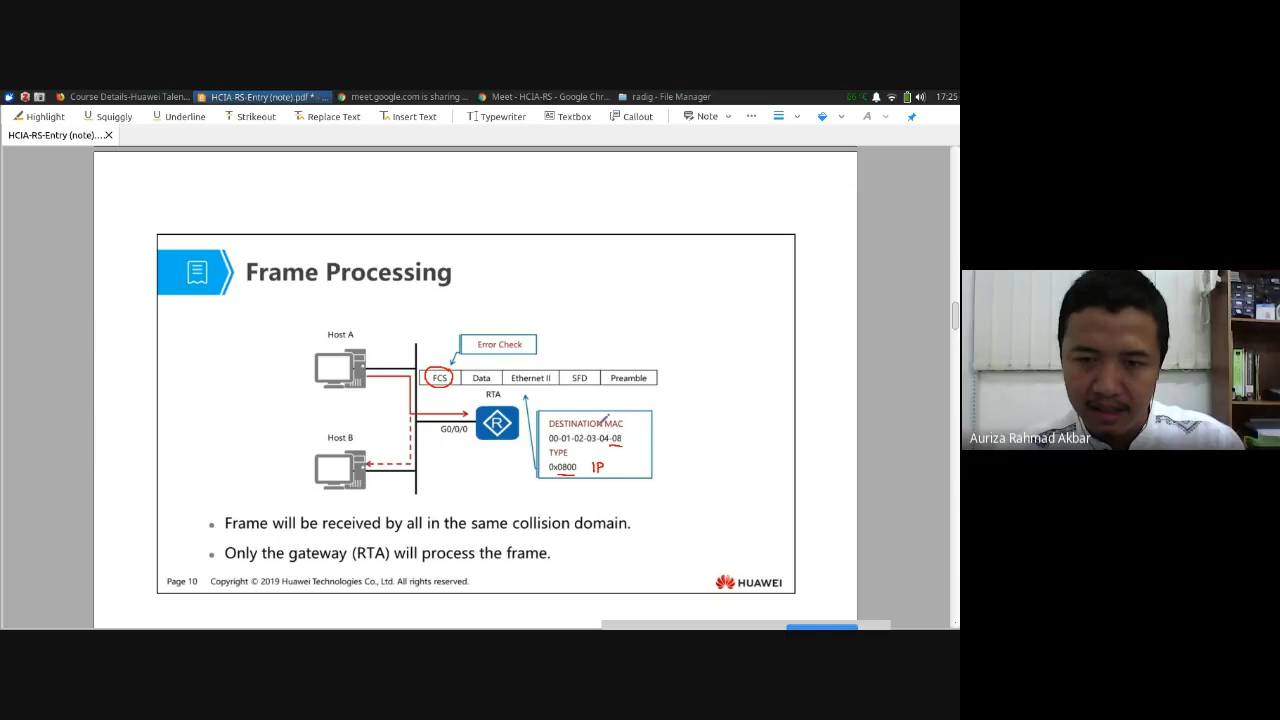 Course Details-Huawei Talen... HCIA-RS-Entry (note).pdf * -... meet.google.com is sharing ... Meet - HCIA-RS - Google Chr... radig - File Manager 17:25
Highlight Squiggly Underline Strikeout Replace Text Insert Text Typewriter Textbox Callout Note
HCIA-RS-Entry (note)....
Frame Processing
Host A
Error Check
FCS Data Ethernet II SFD Preamble
RTA
R
G0/0/0
DESTINATION MAC
00-01-02-03-04-08
TYPE
0x0800 IP
Host B
Frame will be received by all in the same collision domain.
Only the gateway (RTA) will process the frame.
Page 10 Copyright © 2019 Huawei Technologies Co., Ltd. All rights reserved. HUAWEI
Auriza Rahmad Akbar